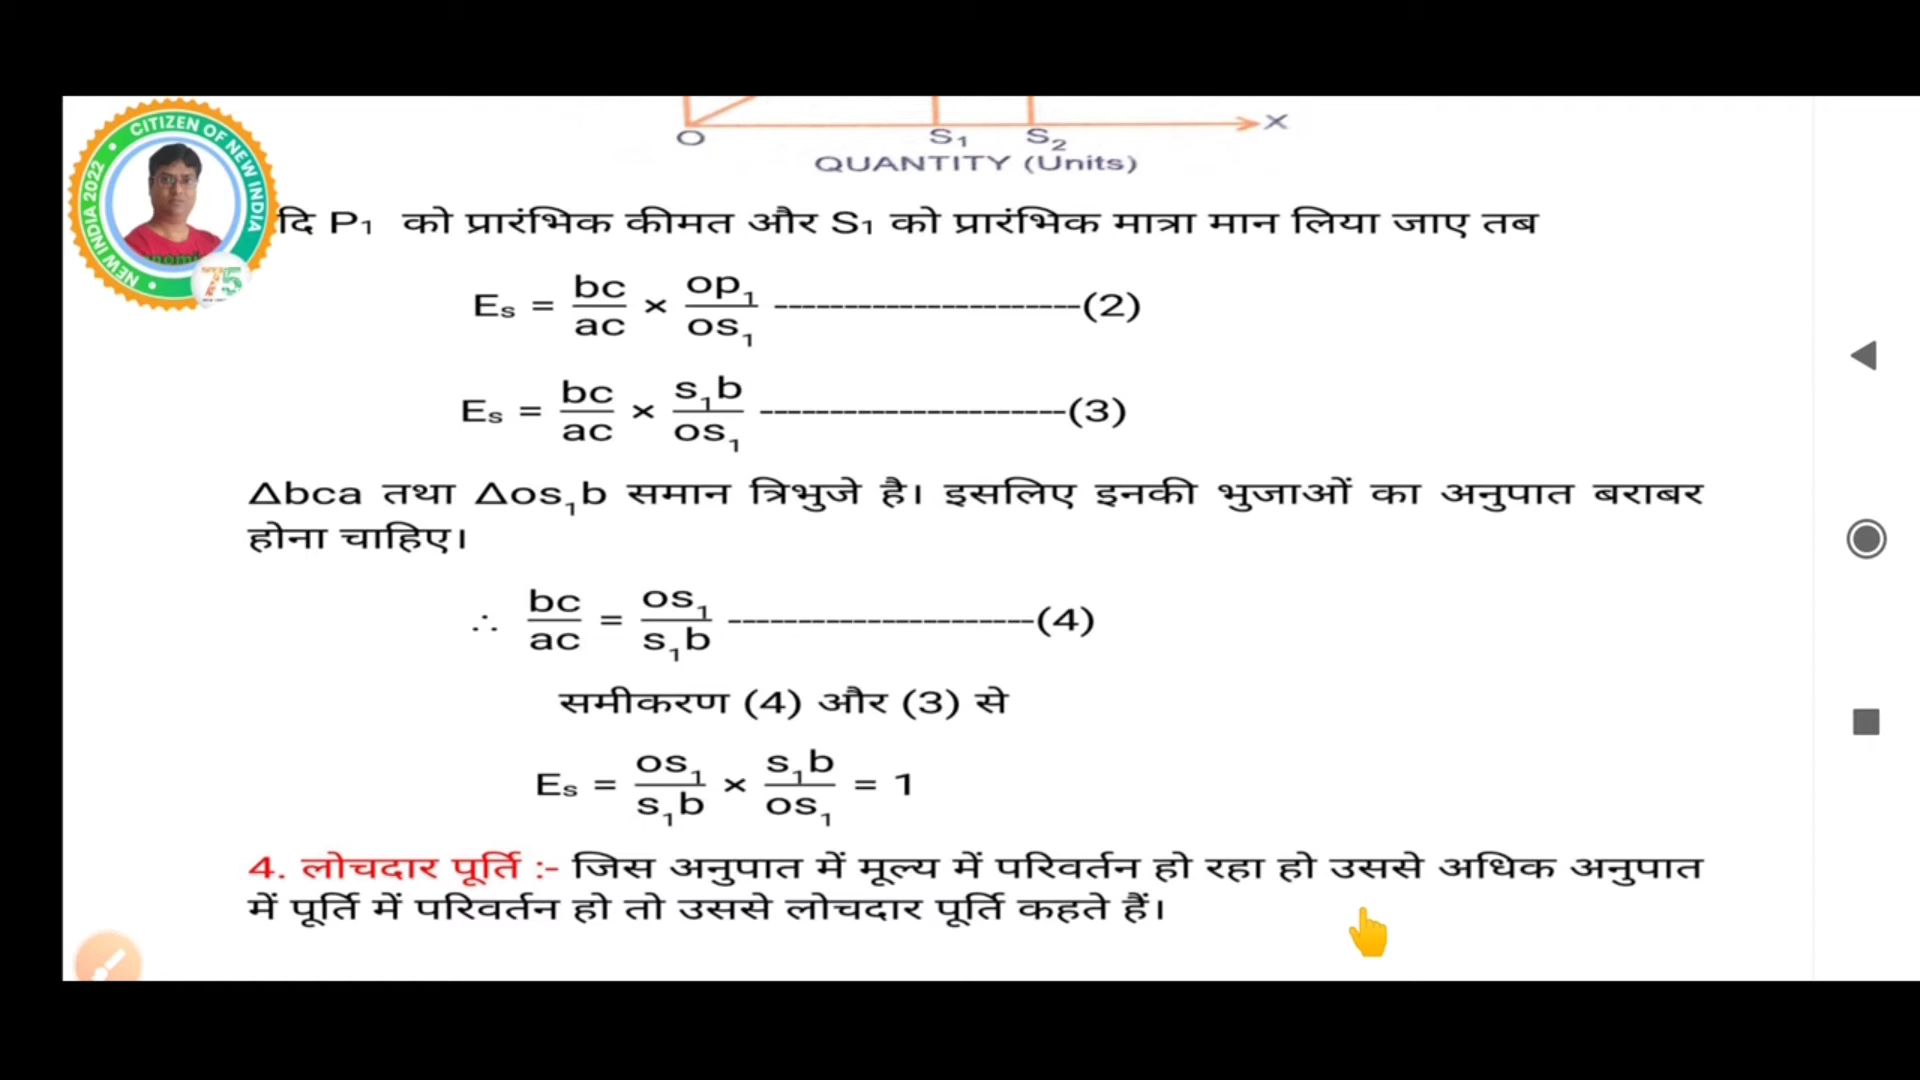 O S₁ S₂ X
QUANTITY (Units)
CITIZEN OF NEW INDIA
NEW INDIA 2022
75
दि P₁ को प्रारंभिक कीमत और S₁ को प्रारंभिक मात्रा मान लिया जाए तब
Eₛ = bc/ac × op₁/os₁ ----------------------(2)
Eₛ = bc/ac × s₁b/os₁ ----------------------(3)
∆bca तथा ∆os₁b समान त्रिभुजे है। इसलिए इनकी भुजाओं का अनुपात बराबर
होना चाहिए।
∴ bc/ac = os₁/s₁b ----------------------(4)
समीकरण (4) और (3) से
Eₛ = os₁/s₁b × s₁b/os₁ = 1
4. लोचदार पूर्ति :- जिस अनुपात में मूल्य में परिवर्तन हो रहा हो उससे अधिक अनुपात
में पूर्ति में परिवर्तन हो तो उससे लोचदार पूर्ति कहते हैं।